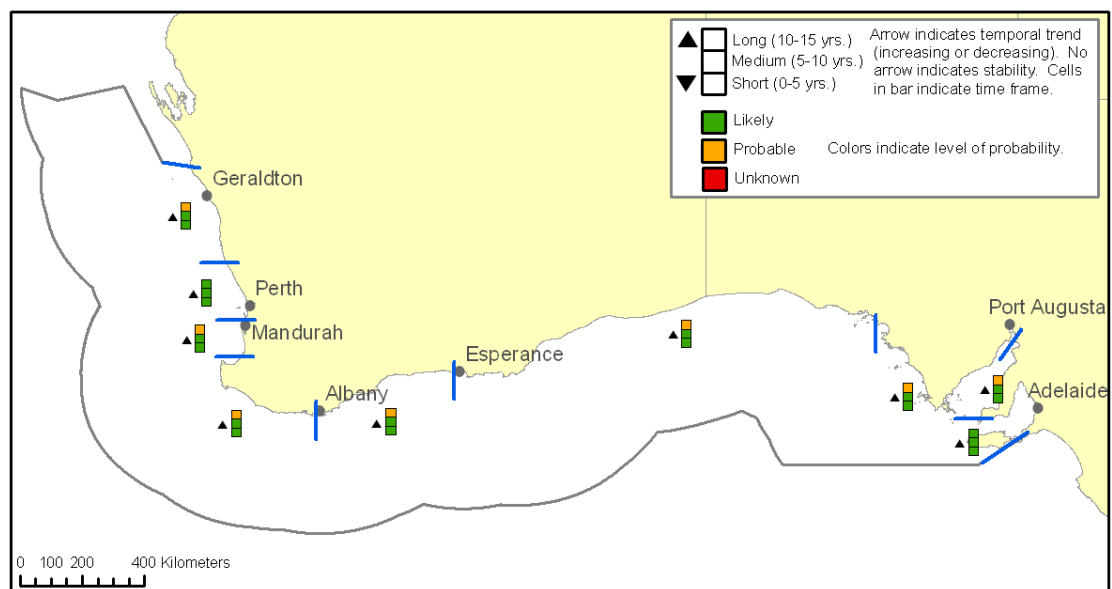 Long (10-15 yrs.)
Medium (5-10 yrs.)
Short (0-5 yrs.)
Arrow indicates temporal trend
(increasing or decreasing). No
arrow indicates stability. Cells
in bar indicate time frame.
Likely
Probable
Unknown
Colors indicate level of probability.
Geraldton
Perth
Mandurah
Albany
Esperance
Port Augusta
Adelaide
0 100 200 400 Kilometers